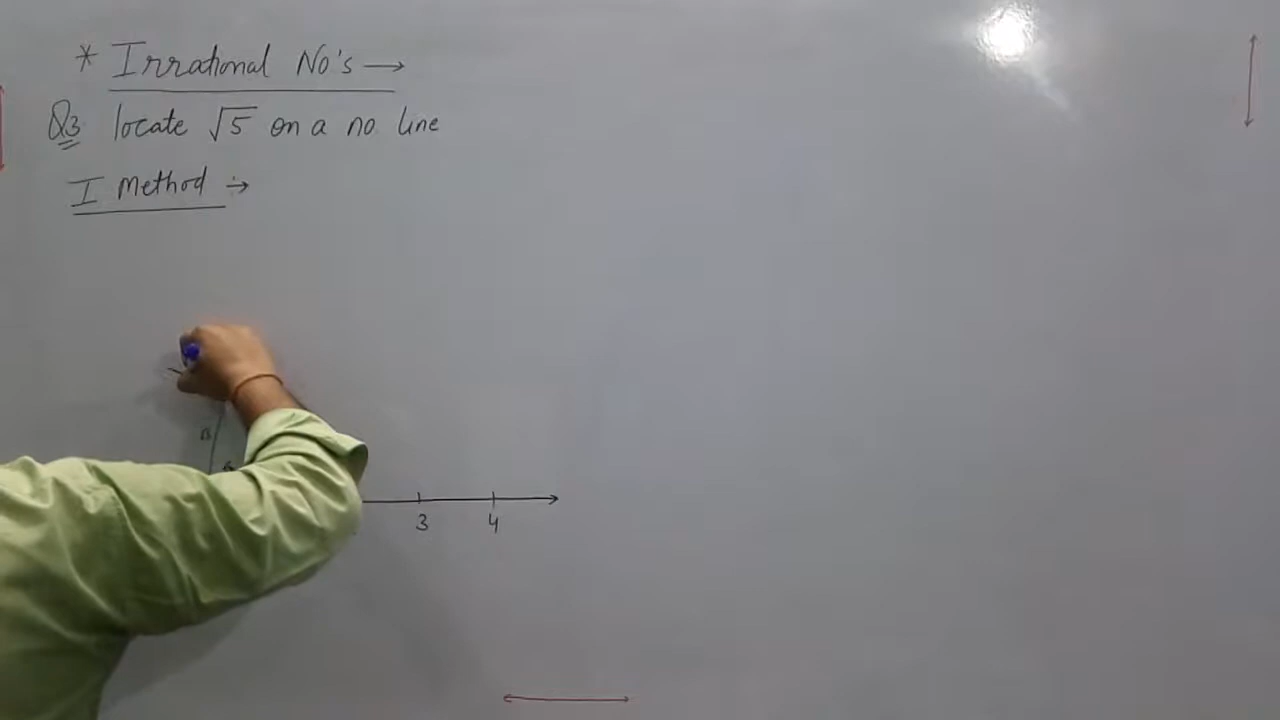 * Irrational No's →
Q3 locate √5 on a no line
I Method →
3 4